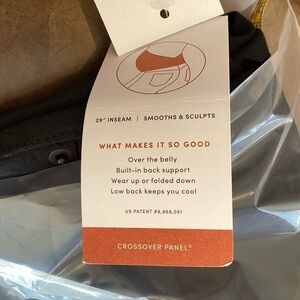 29" INSEAM | SMOOTHS & SCULPTS
WHAT MAKES IT SO GOOD
Over the belly
Built-in back support
Wear up or folded down
Low back keeps you cool
US PATENT #8,968,051
CROSSOVER PANEL®